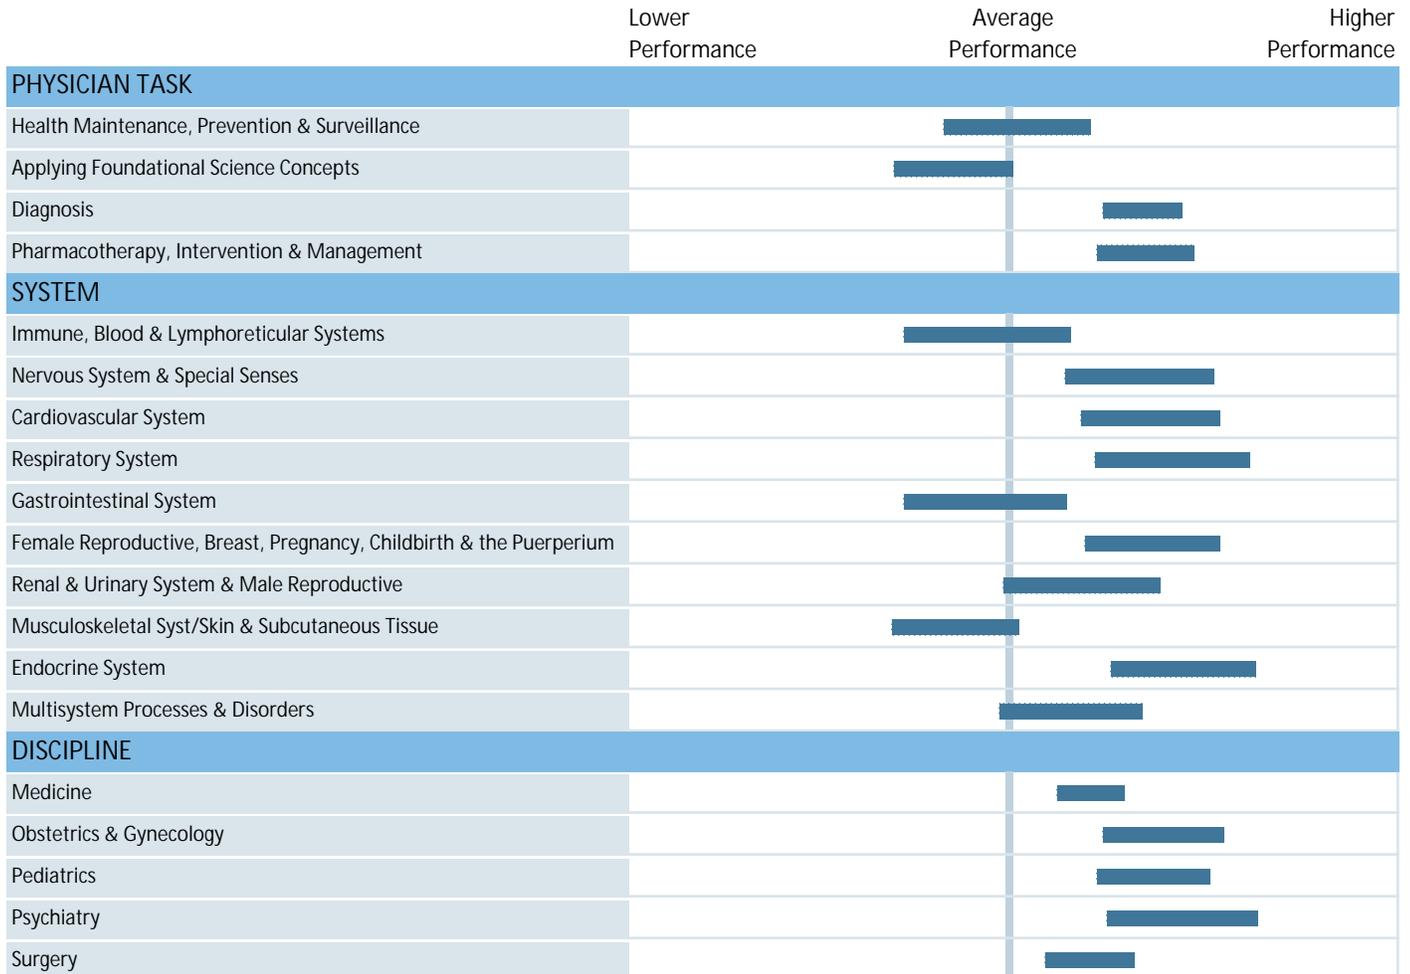 Lower Average Higher
Performance Performance Performance
PHYSICIAN TASK
Health Maintenance, Prevention & Surveillance
Applying Foundational Science Concepts
Diagnosis
Pharmacotherapy, Intervention & Management
SYSTEM
Immune, Blood & Lymphoreticular Systems
Nervous System & Special Senses
Cardiovascular System
Respiratory System
Gastrointestinal System
Female Reproductive, Breast, Pregnancy, Childbirth & the Puerperium
Renal & Urinary System & Male Reproductive
Musculoskeletal Syst/Skin & Subcutaneous Tissue
Endocrine System
Multisystem Processes & Disorders
DISCIPLINE
Medicine
Obstetrics & Gynecology
Pediatrics
Psychiatry
Surgery